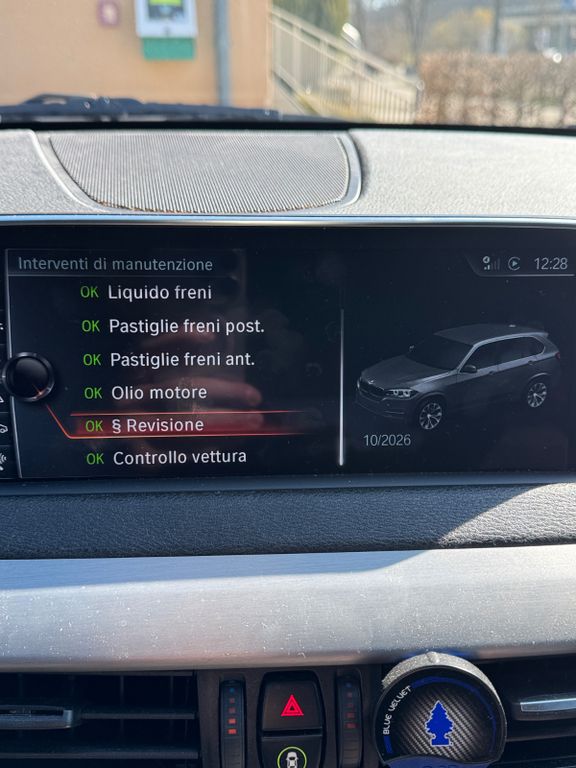 Interventi di manutenzione
12:28
OK Liquido freni
OK Pastiglie freni post.
OK Pastiglie freni ant.
OK Olio motore
OK § Revisione
OK Controllo vettura
10/2026
BLUE VELVET